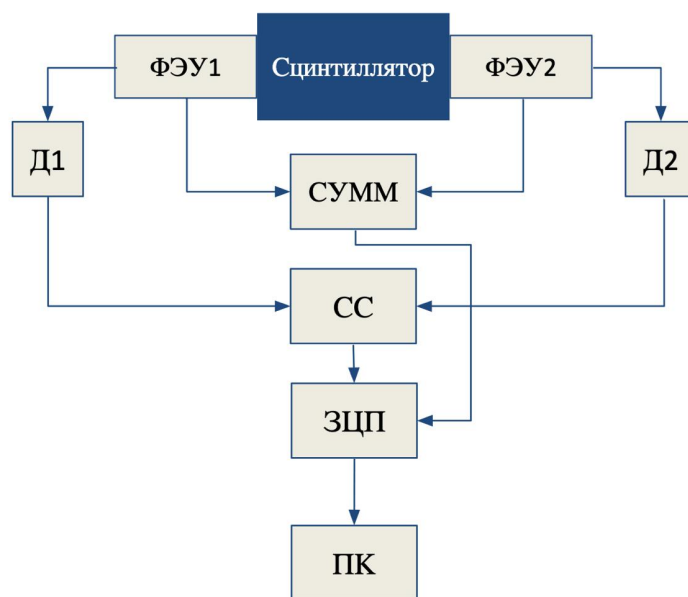 ФЭУ1
Сцинтиллятор
ФЭУ2
Д1
Д2
СУММ
СС
ЗЦП
ПК